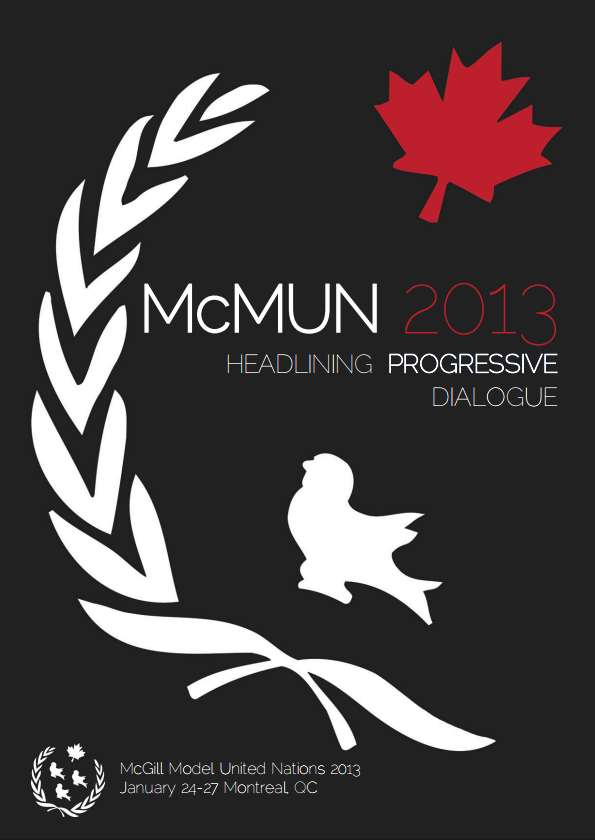 McMUN 2013
HEADLINING PROGRESSIVE
DIALOGUE
McGill Model United Nations 2013
January 24-27 Montreal, QC